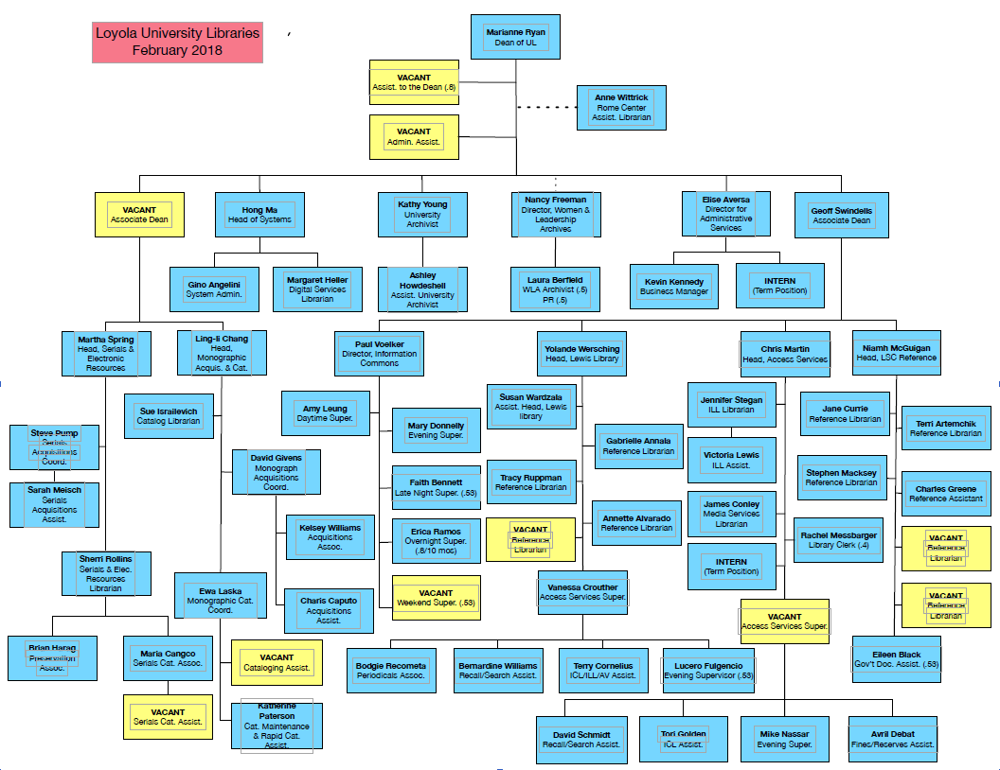 Loyola University Libraries
February 2018
Marianne Ryan
Dean of UL
VACANT
Assist. to the Dean (.6)
Anne Wittrick
Rome Center
Assist. Librarian
VACANT
Admin. Assist.
VACANT
Associate Dean
Hong Ma
Head of Systems
Kathy Young
University
Archivist
Nancy Freeman
Director, Women &
Leadership
Archives
Elise Aversa
Director for
Administrative
Services
Geoff Swindells
Associate Dean
Gino Angelini
System Admin.
Margaret Heller
Digital Services
Librarian
Ashley
Howdeshell
Assist. University
Archivist
Laura Berfield
WLA Archivist (.5)
PR (.5)
Kevin Kennedy
Business Manager
INTERN
(Term Position)
Martha Spring
Head, Serials &
Electronic
Resources
Ling-li Chang
Head,
Monographic
Acquis. & Cat.
Paul Voelker
Director, Information
Commons
Yolande Wersching
Head, Lewis Library
Chris Martin
Head, Access Services
Niamh McGuigan
Head, LSC Reference
Sue Israilevich
Catalog Librarian
Amy Leung
Daytime Super.
Mary Donnelly
Evening Super.
Susan Wardzala
Assist. Head, Lewis
library
Jennifer Stegan
ILL Librarian
Jane Currie
Reference Librarian
Terri Artemchik
Reference Librarian
Steve Pump
Serials
Acquisitions
Coord.
David Givens
Monograph
Acquisitions
Coord.
Gabrielle Annala
Reference Librarian
Victoria Lewis
ILL Assist.
Stephen Macksey
Reference Librarian
Sarah Meisch
Serials
Acquisitions
Assist.
Faith Bennett
Late Night Super. (.53)
Tracy Ruppman
Reference Librarian
James Conley
Media Services
Librarian
Charles Greene
Reference Assistant
Kelsey Williams
Acquisitions
Assoc.
Erica Ramos
Overnight Super.
(.8/10 mos)
VACANT
Reference
Librarian
Annette Alvarado
Reference Librarian
Rachel Messbarger
Library Clerk (.4)
VACANT
Reference
Librarian
Sherri Rollins
Serials & Elec.
Resources
Librarian
INTERN
(Term Position)
Ewa Laska
Monographic Cat.
Coord.
Charis Caputo
Acquisitions
Assist.
VACANT
Weekend Super. (.53)
Vanessa Crouther
Access Services Super.
VACANT
Access Services Super.
VACANT
Reference
Librarian
Brian Harag
Preservation
Assoc.
Maria Cangco
Serials Cat. Assoc.
VACANT
Cataloging Assist.
Bodgie Recometa
Periodicals Assoc.
Bernardine Williams
Recall/Search Assist.
Terry Cornelius
ICL/ILL/AV Assist.
Lucero Fulgencio
Evening Supervisor (.53)
Eileen Black
Gov't Doc. Assist. (.53)
VACANT
Serials Cat. Assist.
Katherine
Paterson
Cat. Maintenance
& Rapid Cat.
Assist.
David Schmidt
Recall/Search Assist.
Tori Golden
ICL Assist.
Mike Nassar
Evening Super.
Avril Debat
Fines/Reserves Assist.